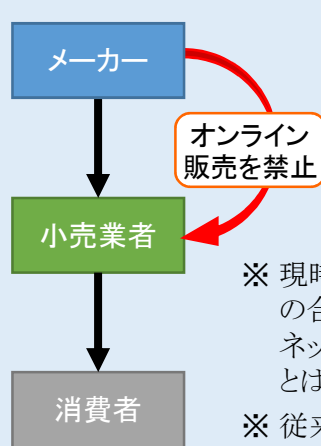 メーカー
オンライン
販売を禁止
小売業者
※ 現時
の合
ネッ
とは
消費者
※ 従来